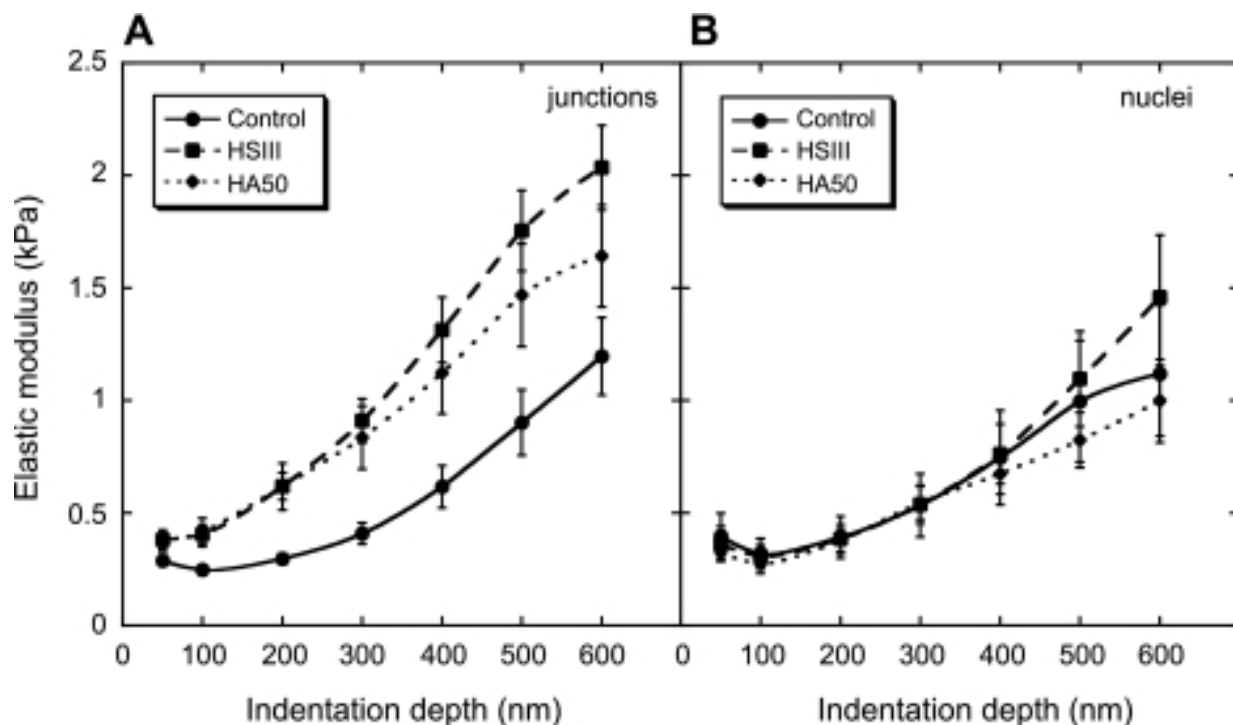 A
B
2.5
2
1.5
1
0.5
0
Elastic modulus (kPa)
junctions
Control
HSIII
HA50
nuclei
Control
HSIII
HA50
0 100 200 300 400 500 600
0 100 200 300 400 500 600
Indentation depth (nm)
Indentation depth (nm)